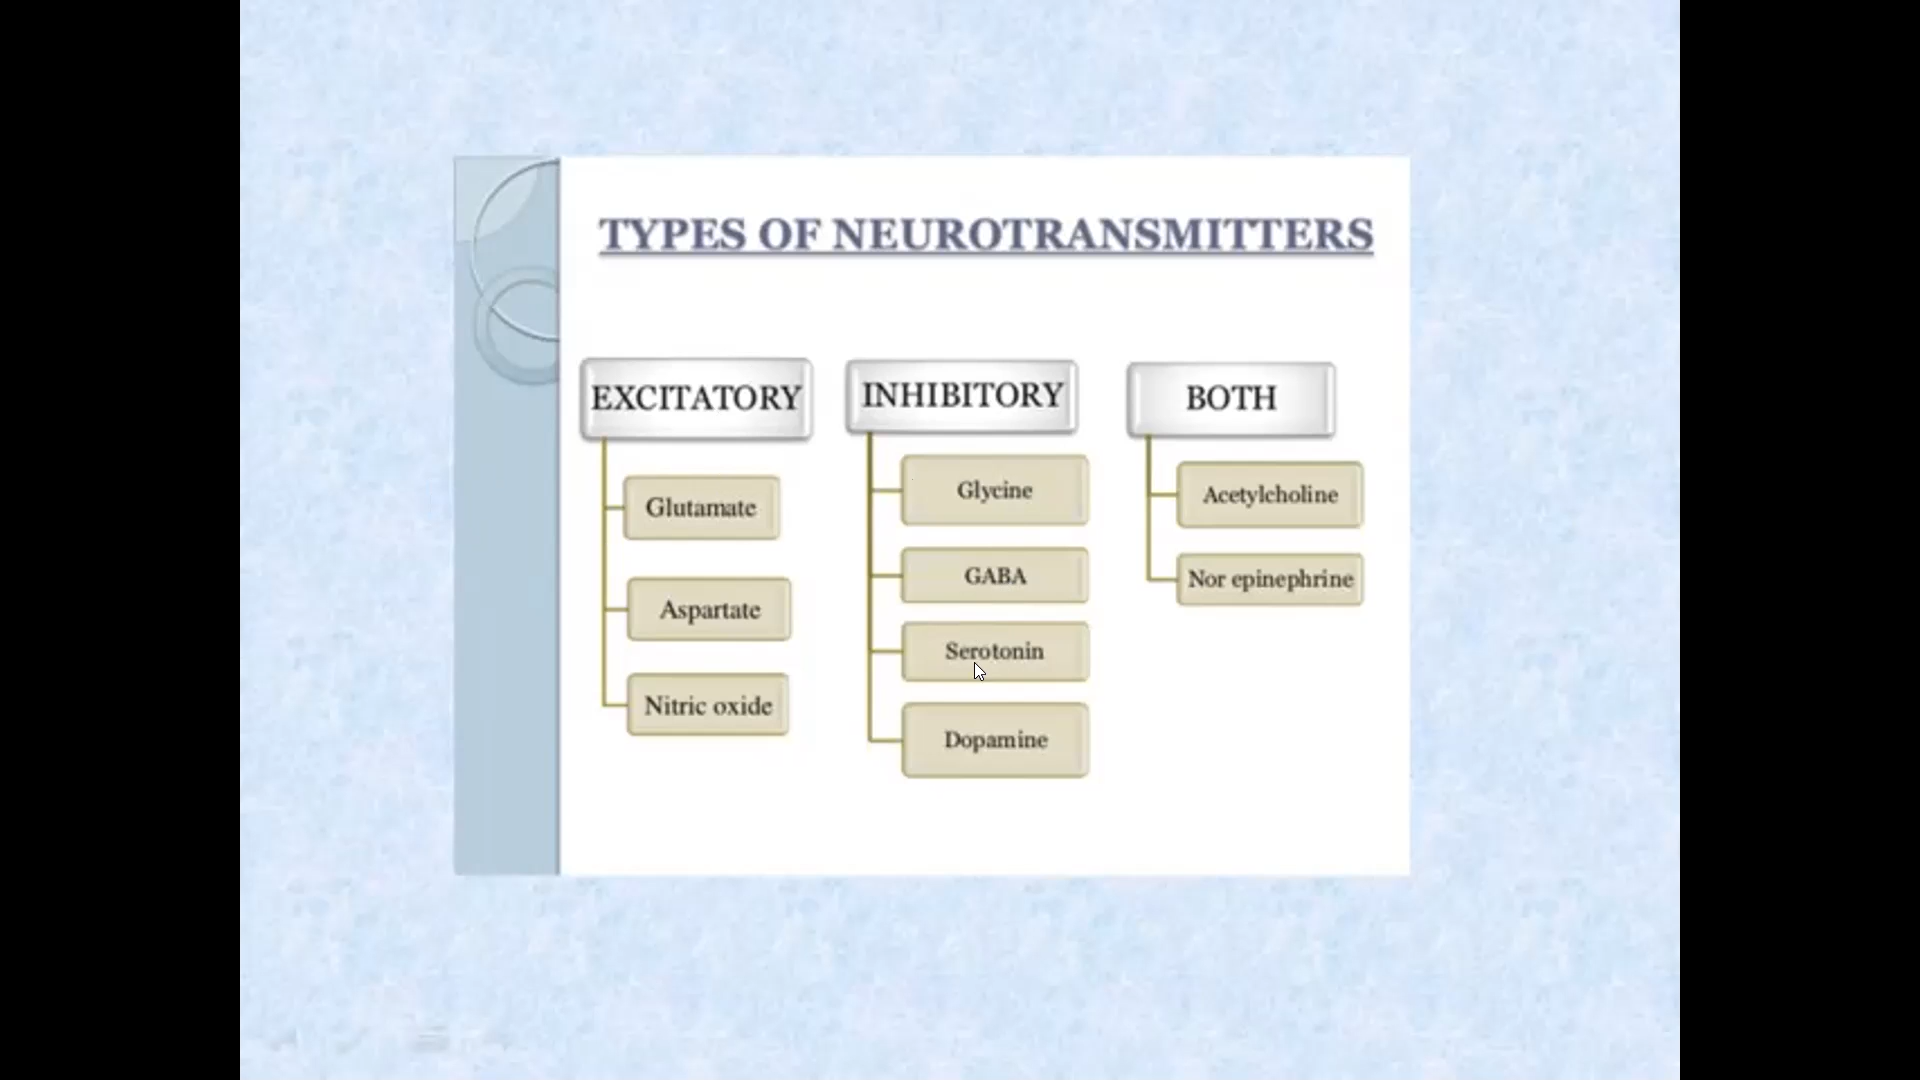 TYPES OF NEUROTRANSMITTERS
EXCITATORY
Glutamate
Aspartate
Nitric oxide
INHIBITORY
Glycine
GABA
Serotonin
Dopamine
BOTH
Acetylcholine
Nor epinephrine